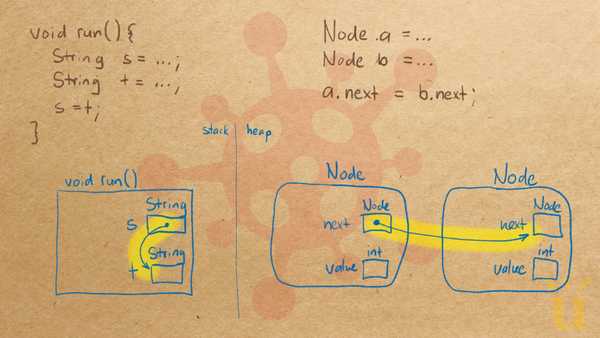 void run(){
String s = ...;
String t = ...;
s = t;
}
Node a = ...
Node b = ...
a.next = b.next;
stack heap
void run()
String
s
String
t
Node
Node
next
int
value
Node
Node
next
int
value
ü